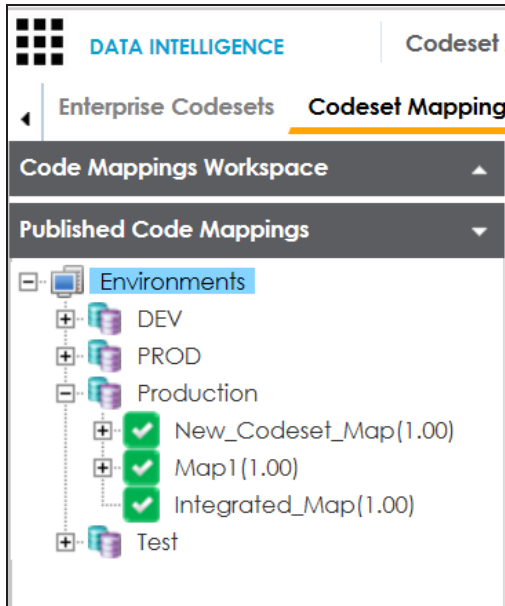 DATA INTELLIGENCE Codeset
Enterprise Codesets Codeset Mapping
Code Mappings Workspace
Published Code Mappings
Environments
DEV
PROD
Production
New_Codeset_Map(1.00)
Map1(1.00)
Integrated_Map(1.00)
Test